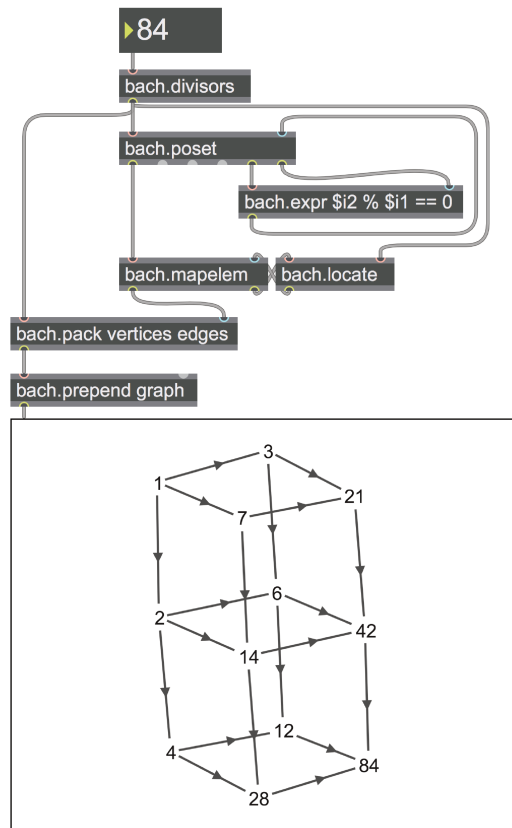 84
bach.divisors
bach.poset
bach.expr $i2 % $i1 == 0
bach.mapelem
bach.locate
bach.pack vertices edges
bach.prepend graph
3
1
21
7
6
2
42
14
12
4
84
28